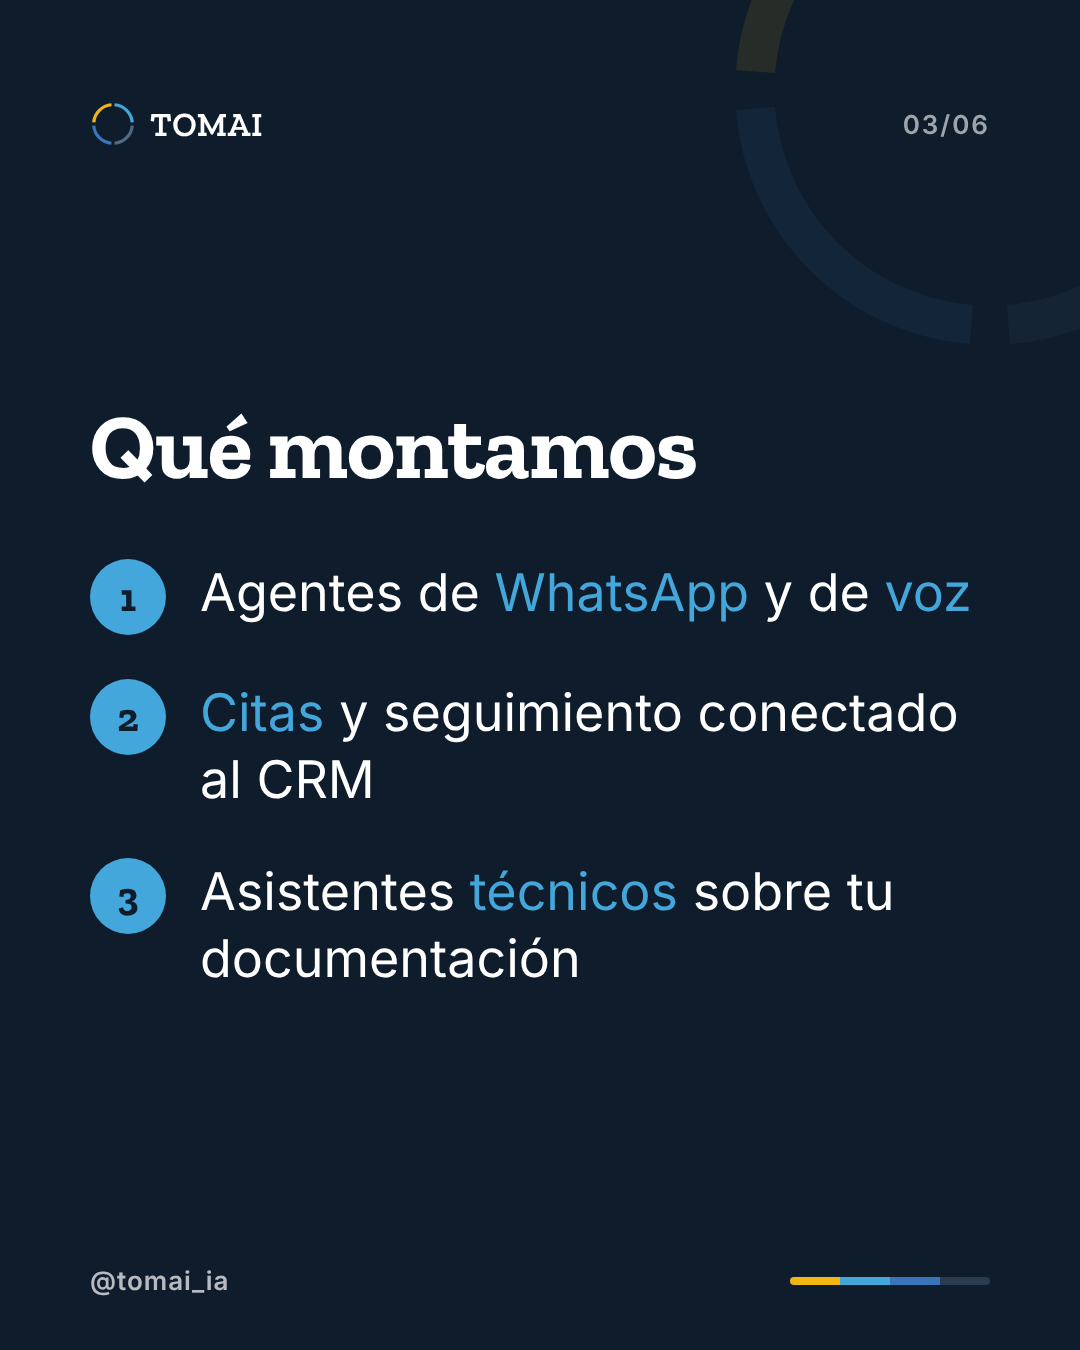 TOMAI
03/06
Qué montamos
1 Agentes de WhatsApp y de voz
2 Citas y seguimiento conectado
al CRM
3 Asistentes técnicos sobre tu
documentación
@tomai_ia